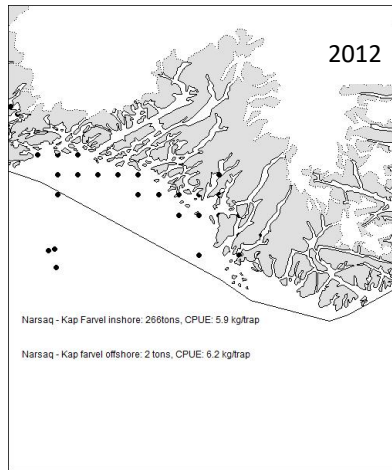 2012
Narsaq - Kap Farvel inshore: 266tons, CPUE: 5.9 kg/trap
Narsaq - Kap farvel offshore: 2 tons, CPUE: 6.2 kg/trap